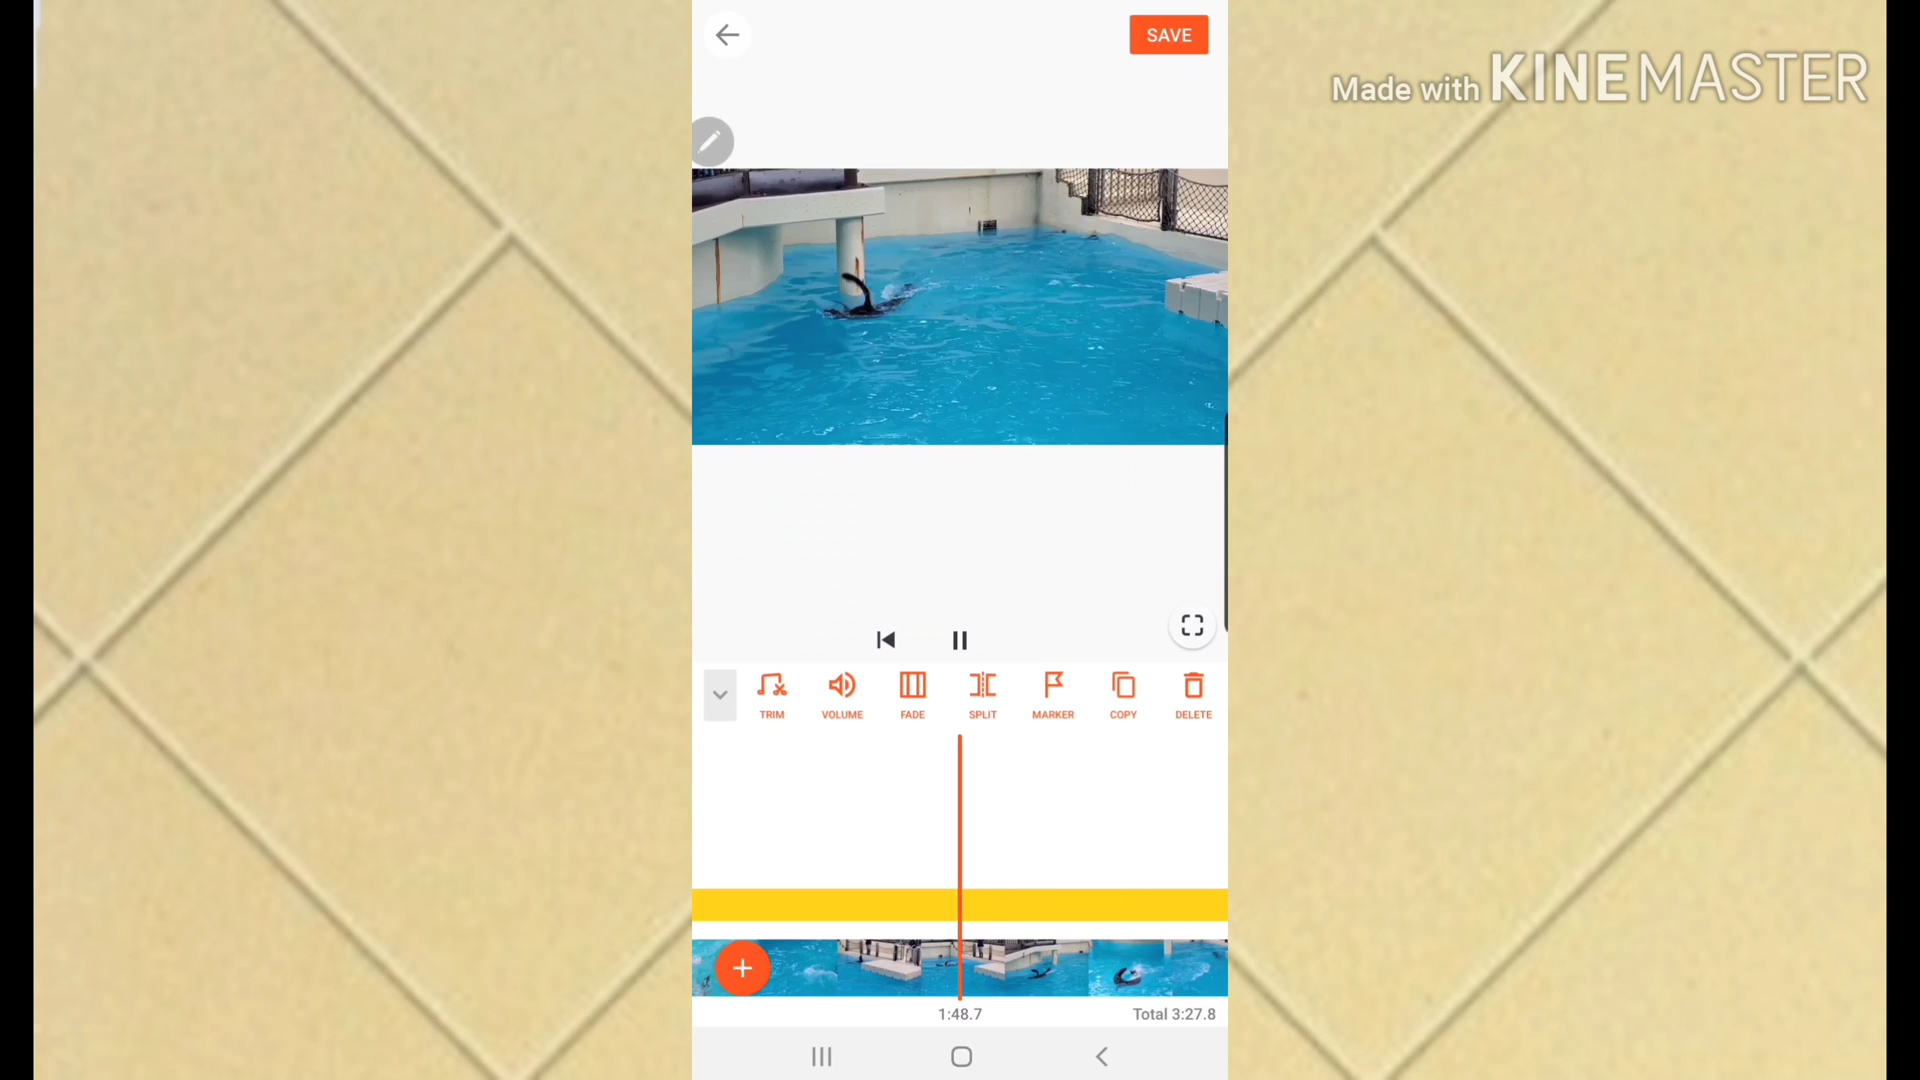 SAVE
Made with KINEMASTER
TRIM
VOLUME
FADE
SPLIT
MARKER
COPY
DELETE
1:48.7
Total 3:27.8